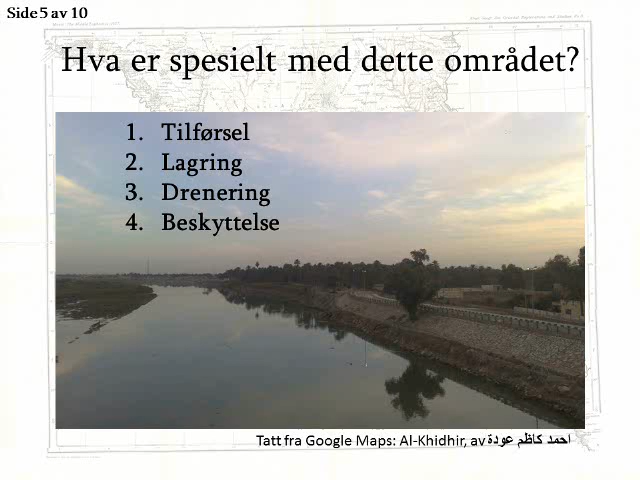 Side 5 av 10
Hva er spesielt med dette området?
1. Tilførsel
2. Lagring
3. Drenering
4. Beskyttelse
Tatt fra Google Maps: Al-Khidhir, av احمد كاظم عودة